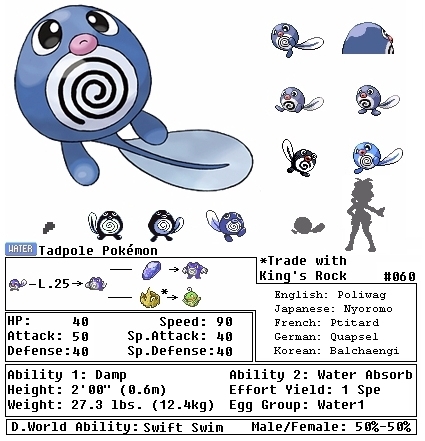 WATER Tadpole Pokémon
*Trade with
King's Rock #060
L.25
*
English: Poliwag
Japanese: Nyoromo
French: Ptitard
German: Quapsel
Korean: Balchaengi
HP: 40 Speed: 90
Attack: 50 Sp.Attack: 40
Defense:40 Sp.Defense:40
Ability 1: Damp Ability 2: Water Absorb
Height: 2'00" (0.6m) Effort Yield: 1 Spe
Weight: 27.3 lbs. (12.4kg) Egg Group: Water1
D.World Ability: Swift Swim Male/Female: 50%-50%